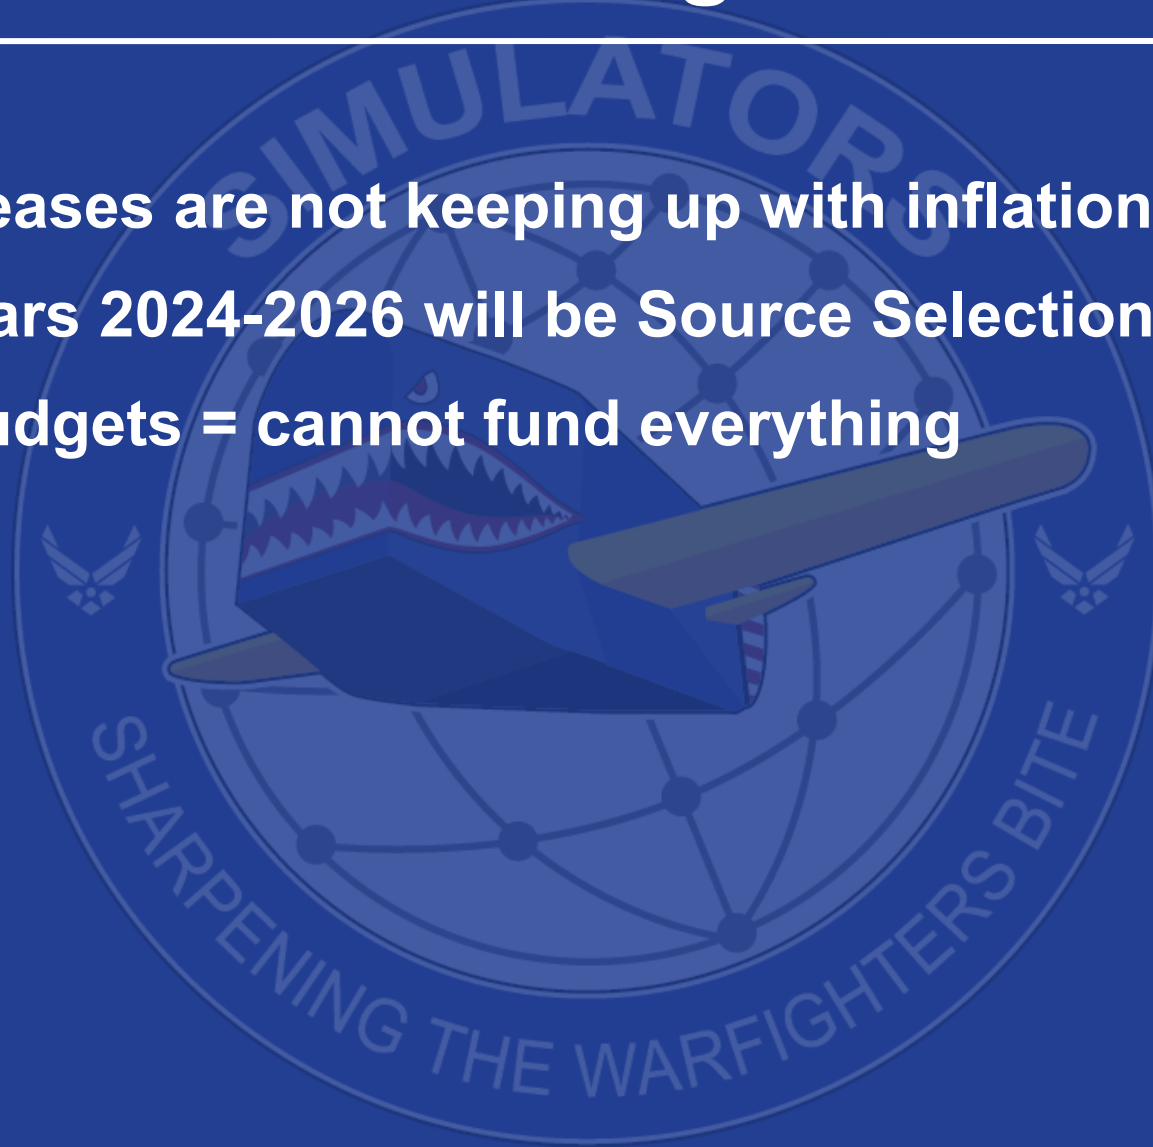 SIMULATORS
eases are not keeping up with inflation
ars 2024-2026 will be Source Selection
udgets = cannot fund everything
SHARPENING THE WARFIGHTERS BITE